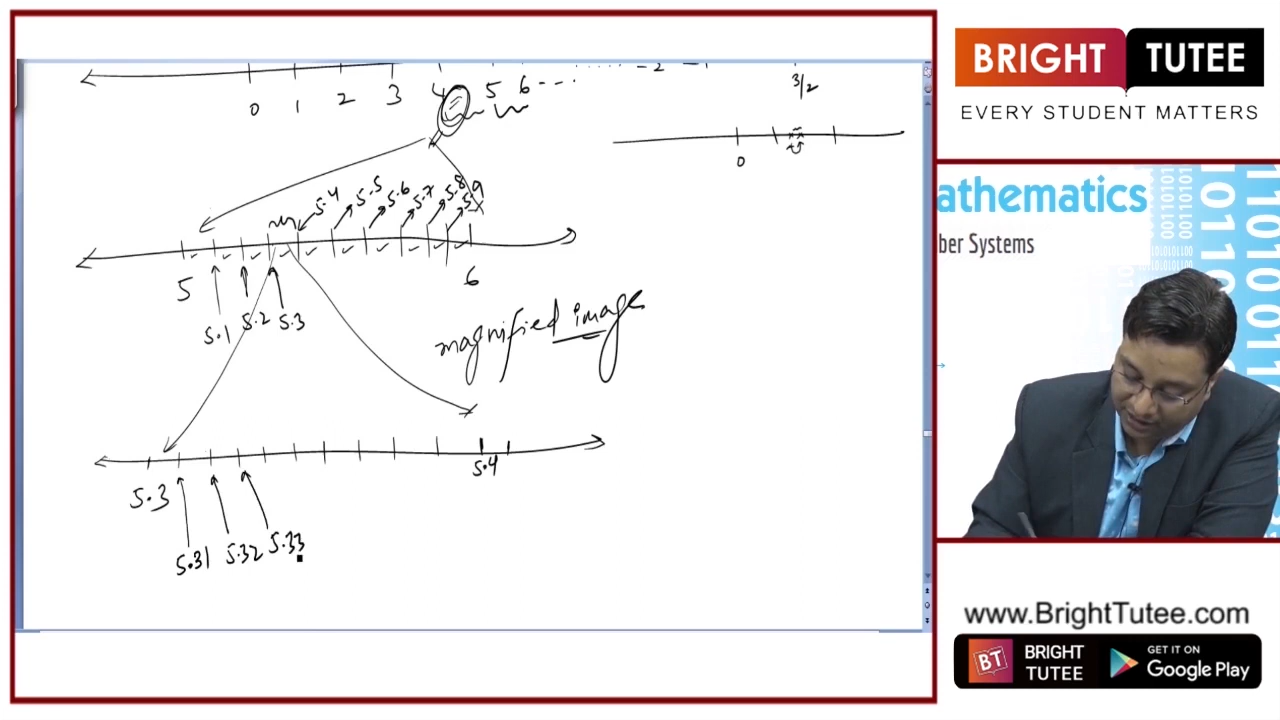 0 1 2 3 4 5 6 ---
-2
3/2
0
5.4 5.5 5.6 5.7 5.8 5.9
5 6
5.1 5.2 5.3
magnified image
5.3 5.4
5.31 5.32 5.33
BRIGHT TUTEE
EVERY STUDENT MATTERS
athematics
ber Systems
www.BrightTutee.com
BT
BRIGHT
TUTEE
GET IT ON
Google Play